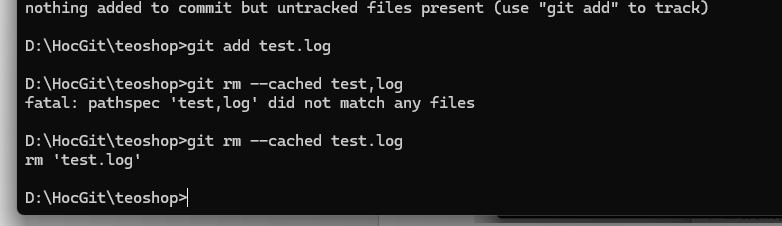 nothing added to commit but untracked files present (use "git add" to track)
D:\HocGit\teoshop>git add test.log
D:\HocGit\teoshop>git rm --cached test,log
fatal: pathspec 'test,log' did not match any files
D:\HocGit\teoshop>git rm --cached test.log
rm 'test.log'
D:\HocGit\teoshop>